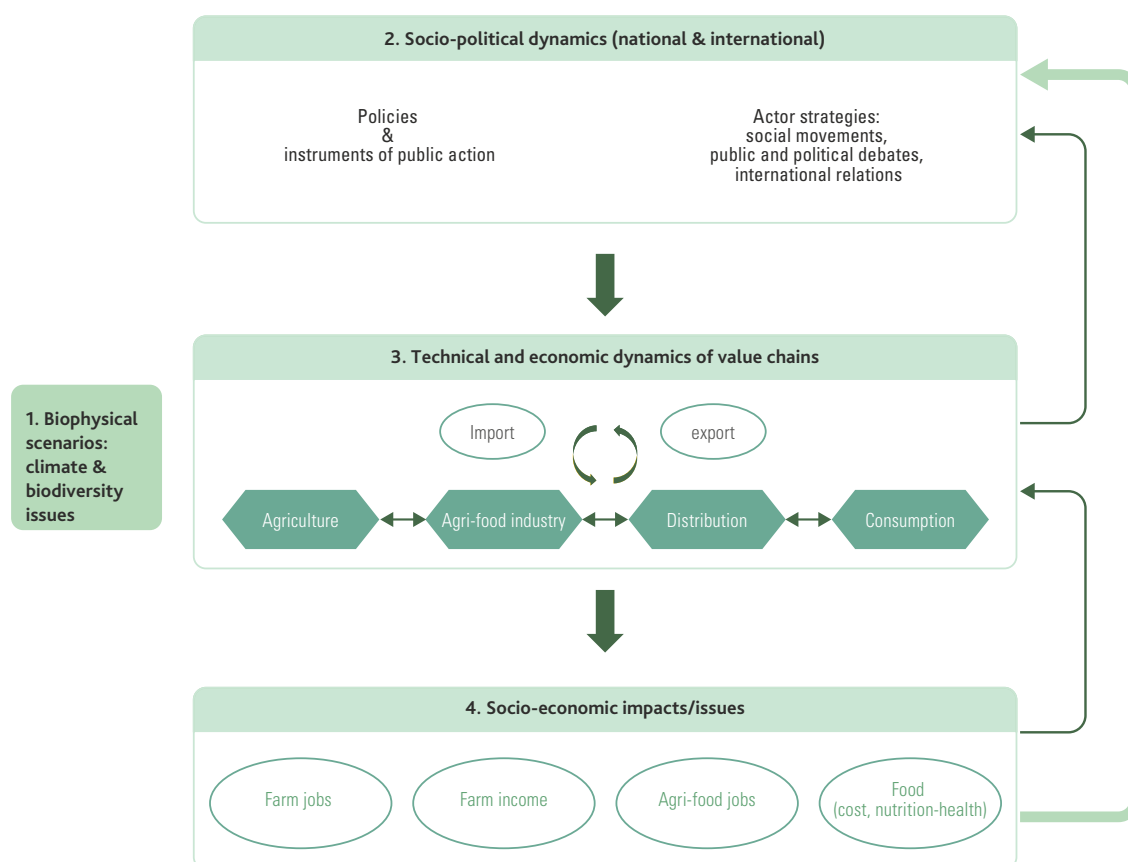 2. Socio-political dynamics (national & international)
Policies
&
instruments of public action
Actor strategies:
social movements,
public and political debates,
international relations
3. Technical and economic dynamics of value chains
1. Biophysical
scenarios:
climate &
biodiversity
issues
Import
export
Agriculture
Agri-food industry
Distribution
Consumption
4. Socio-economic impacts/issues
Farm jobs
Farm income
Agri-food jobs
Food
(cost, nutrition-health)